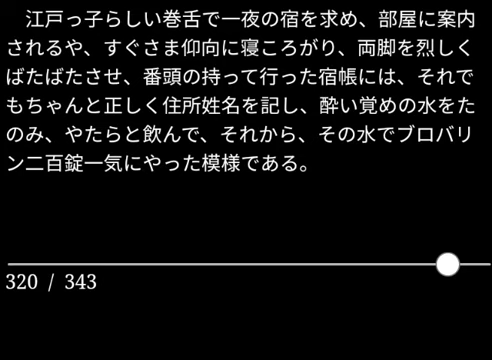 江戸っ子らしい巻舌で一夜の宿を求め、部屋に案内
されるや、すぐさま仰向に寝ころがり、両脚を烈しく
ばたばたさせ、番頭の持って行った宿帳には、それで
もちゃんと正しく住所姓名を記し、酔い覚めの水をた
のみ、やたらと飲んで、それから、その水でブロバリ
ン二百錠一気にやった模様である。
320 / 343